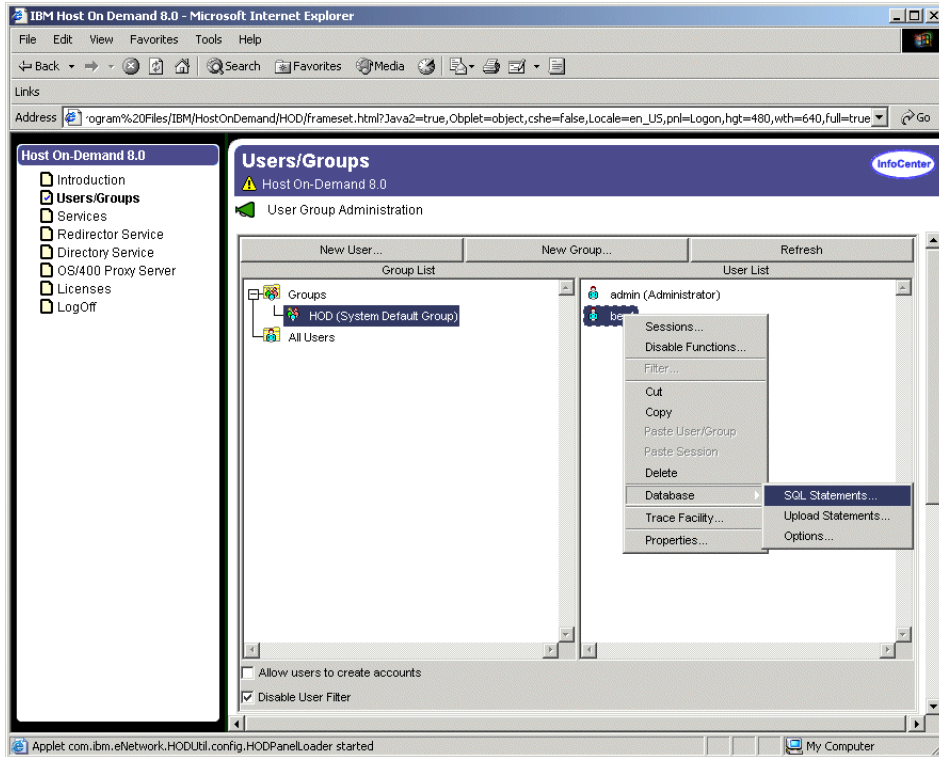 IBM Host On Demand 8.0 - Microsoft Internet Explorer
File Edit View Favorites Tools Help
Back Search Favorites Media
Links
Address rogram%20Files/IBM/HostOnDemand/HOD/frameset.html?Java2=true,Obplet=object,cshe=false,Locale=en_US,pnl=Logon,hgt=480,wth=640,full=true Go
Host On-Demand 8.0
Introduction
Users/Groups
Services
Redirector Service
Directory Service
OS/400 Proxy Server
Licenses
LogOff
Users/Groups
InfoCenter
Host On-Demand 8.0
User Group Administration
New User... New Group... Refresh
Group List User List
Groups
HOD (System Default Group)
All Users
admin (Administrator)
Sessions...
Disable Functions...
Filter...
Cut
Copy
Paste User/Group
Paste Session
Delete
Database
Trace Facility...
Properties...
SQL Statements...
Upload Statements...
Options...
Allow users to create accounts
Disable User Filter
Applet com.ibm.eNetwork.HODUtil.config.HODPanelLoader started My Computer